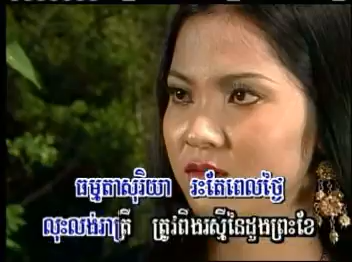 ធម្មតាសុរិយា រះតែពេលថ្ងៃ
លុះលង់រាត្រី ត្រូវពឹងរស្មីនៃដួងព្រះខែ